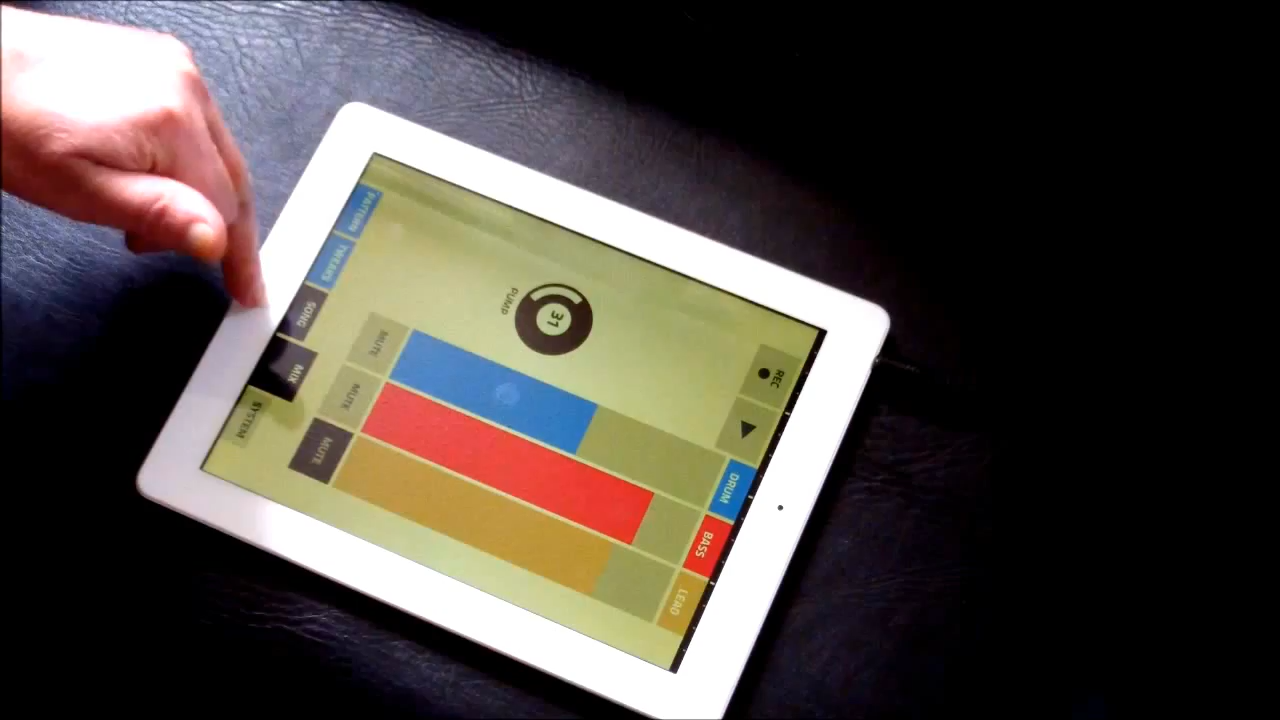 REC
DRUM
BASS
LEAD
31
PUMP
MUTE
MUTE
MUTE
PATTERN
TWEAKS
SONG
MIX
SYSTEM